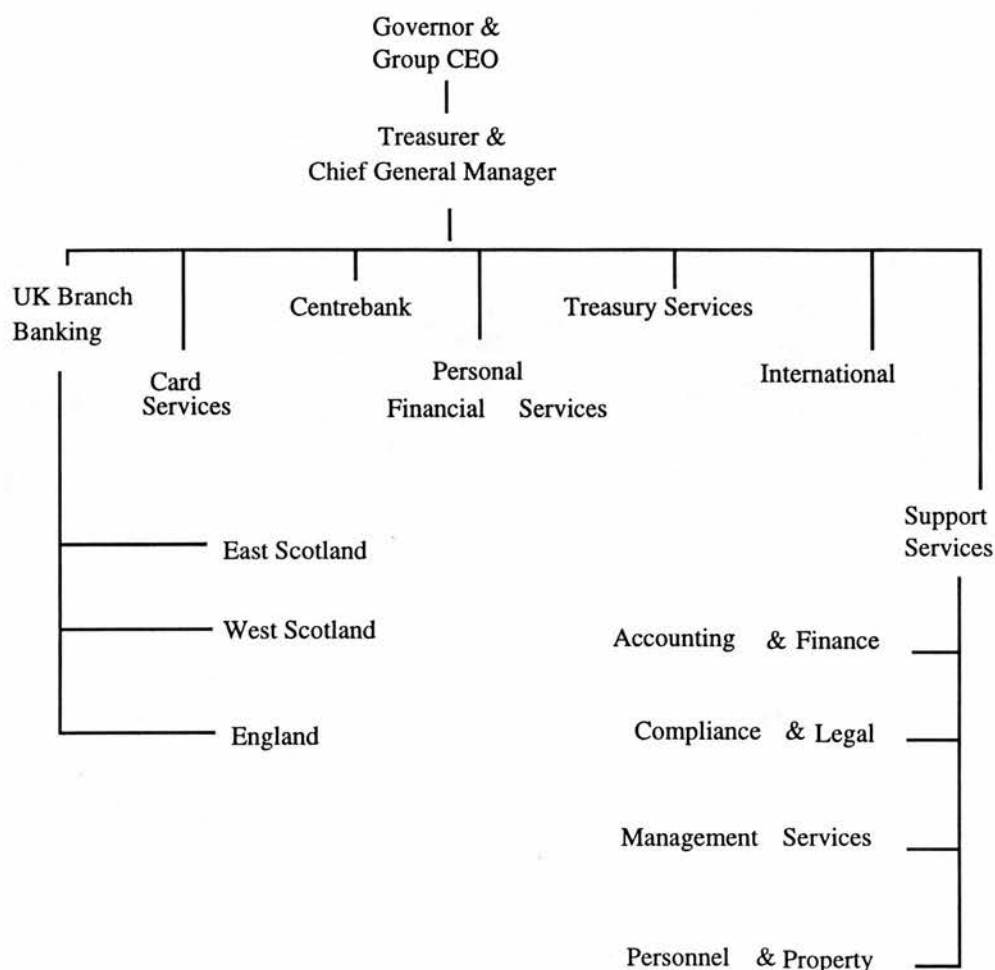 Governor &
Group CEO
Treasurer &
Chief General Manager
UK Branch
Banking
Card
Services
Centrebank
Personal
Financial Services
Treasury Services
International
Support
Services
East Scotland
West Scotland
England
Accounting & Finance
Compliance & Legal
Management Services
Personnel & Property